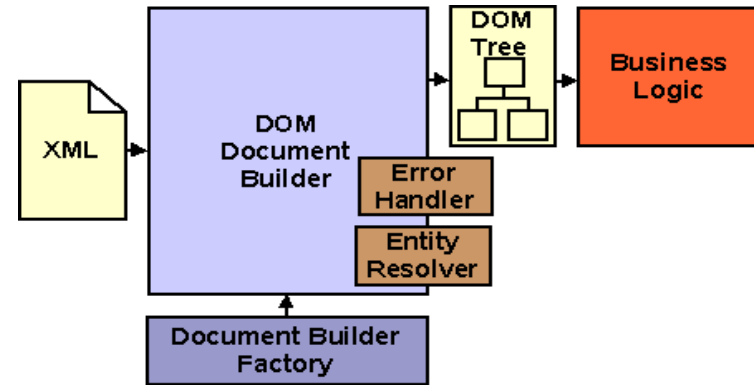 XML
DOM
Document
Builder
Error
Handler
Entity
Resolver
Document Builder
Factory
DOM
Tree
Business
Logic